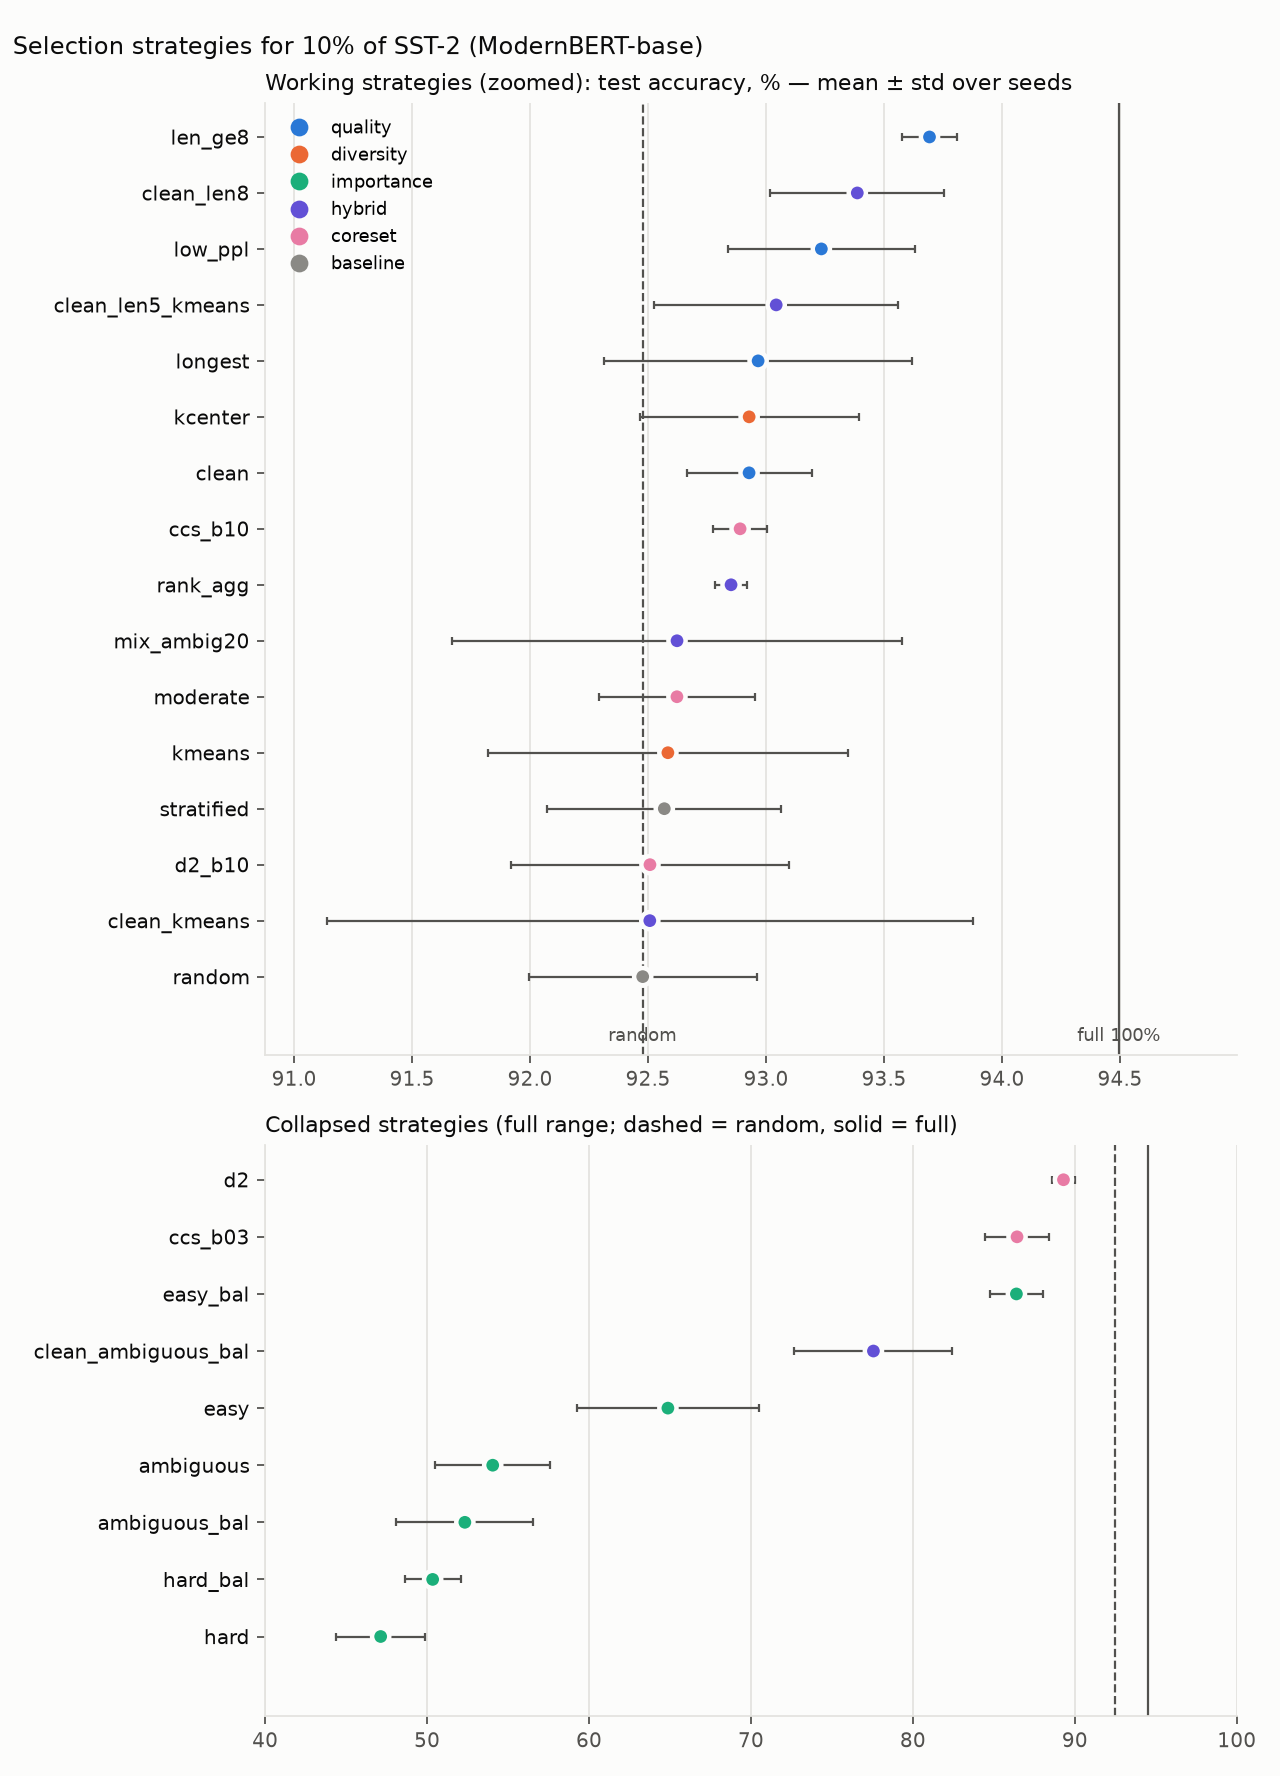 Selection strategies for 10% of SST-2 (ModernBERT-base)
Working strategies (zoomed): test accuracy, % — mean ± std over seeds
quality
diversity
importance
hybrid
coreset
baseline
len_ge8
clean_len8
low_ppl
clean_len5_kmeans
longest
kcenter
clean
ccs_b10
rank_agg
mix_ambig20
moderate
kmeans
stratified
d2_b10
clean_kmeans
random
random
full 100%
91.0 91.5 92.0 92.5 93.0 93.5 94.0 94.5
Collapsed strategies (full range; dashed = random, solid = full)
d2
ccs_b03
easy_bal
clean_ambiguous_bal
easy
ambiguous
ambiguous_bal
hard_bal
hard
40 50 60 70 80 90 100